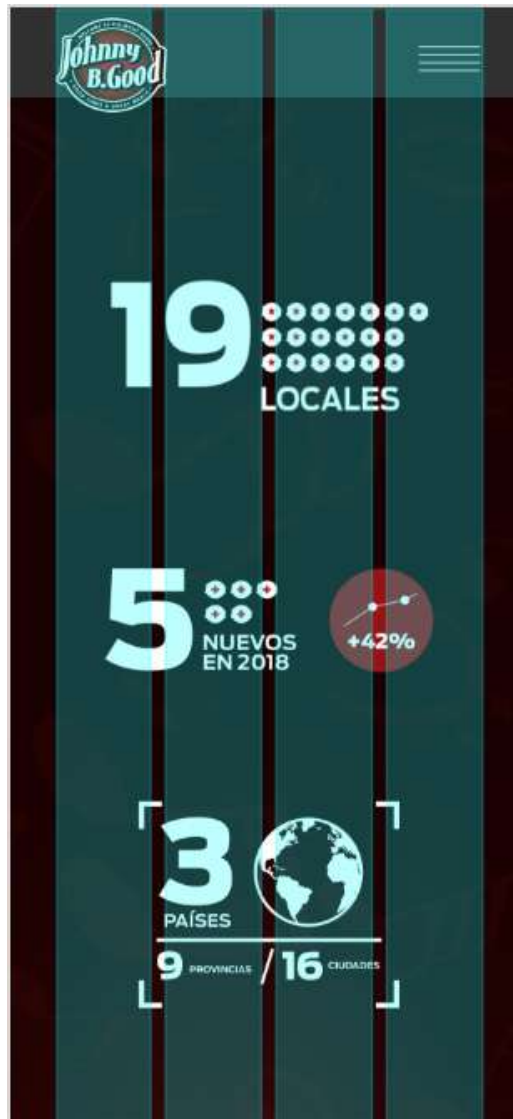 Johnny
B.Good
19
LOCALES
5
NUEVOS
EN 2018
+42%
3
PAÍSES
9 PROVINCIAS / 16 CIUDADES